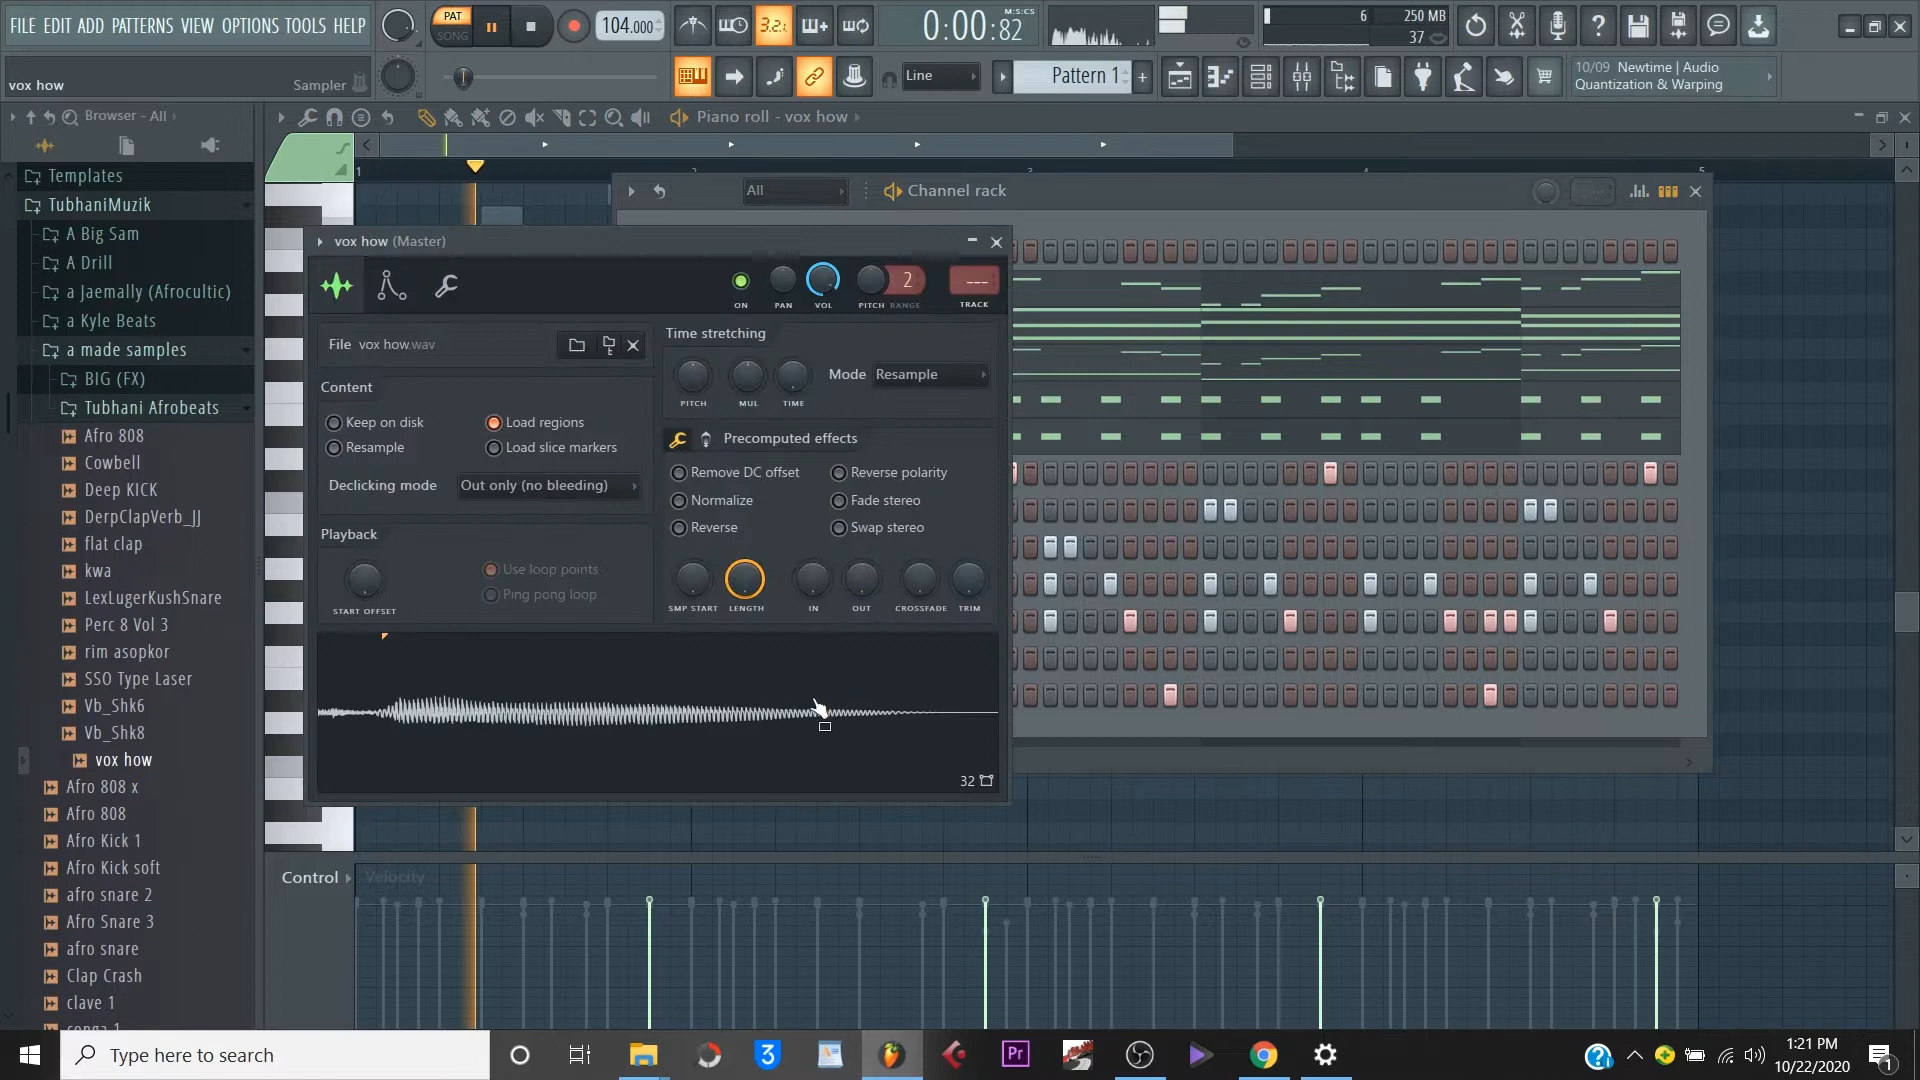 FILE EDIT ADD PATTERNS VIEW OPTIONS TOOLS HELP
vox how
Sampler
PAT
SONG
104.000
3.2.1
0:00:82
M:S:CS
6
250 MB
37
Line
Pattern 1
10/09 Newtime | Audio
Quantization & Warping
Browser - All
Templates
TubhaniMuzik
A Big Sam
A Drill
a Jaemally (Afrocultic)
a Kyle Beats
a made samples
BIG (FX)
Tubhani Afrobeats
Afro 808
Cowbell
Deep KICK
DerpClapVerb_JJ
flat clap
kwa
LexLugerKushSnare
Perc 8 Vol 3
rim asopkor
SSO Type Laser
Vb_Shk6
Vb_Shk8
vox how
Afro 808 x
Afro 808
Afro Kick 1
Afro Kick soft
afro snare 2
Afro Snare 3
afro snare
Clap Crash
clave 1
conga 1
Piano roll - vox how
1
All
Channel rack
vox how (Master)
ON
PAN
VOL
PITCH
2
RANGE
---
TRACK
File vox how.wav
Content
Keep on disk
Load regions
Resample
Load slice markers
Declicking mode
Out only (no bleeding)
Playback
START OFFSET
Use loop points
Ping pong loop
Time stretching
PITCH
MUL
TIME
Mode
Resample
Precomputed effects
Remove DC offset
Reverse polarity
Normalize
Fade stereo
Reverse
Swap stereo
SMP START
LENGTH
IN
OUT
CROSSFADE
TRIM
32
Control
Velocity
Type here to search
3
Pr
1:21 PM
10/22/2020
1